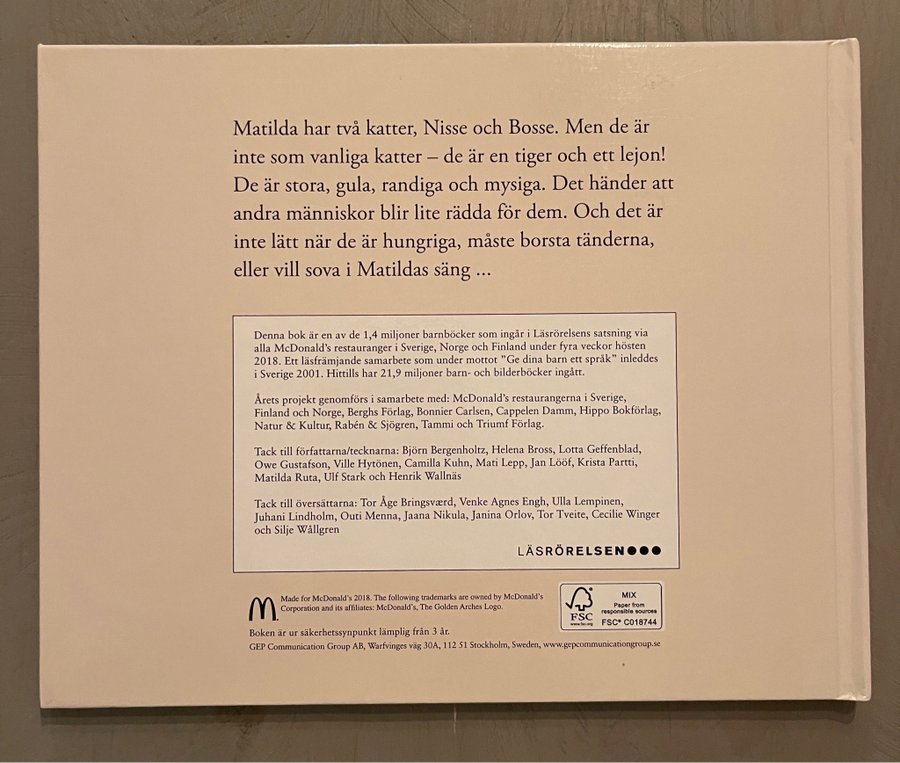 Matilda har två katter, Nisse och Bosse. Men de är
inte som vanliga katter – de är en tiger och ett lejon!
De är stora, gula, randiga och mysiga. Det händer att
andra människor blir lite rädda för dem. Och det är
inte lätt när de är hungriga, måste borsta tänderna,
eller vill sova i Matildas säng ...
Denna bok är en av de 1,4 miljoner barnböcker som ingår i Läsrörelsens satsning via
alla McDonald's restauranger i Sverige, Norge och Finland under fyra veckor hösten
2018. Ett läsfrämjande samarbete som under mottot ”Ge dina barn ett språk” inleddes
i Sverige 2001. Hittills har 21,9 miljoner barn- och bilderböcker ingått.
Årets projekt genomförs i samarbete med: McDonald's restaurangerna i Sverige,
Finland och Norge, Berghs Förlag, Bonnier Carlsen, Cappelen Damm, Hippo Bokförlag,
Natur & Kultur, Rabén & Sjögren, Tammi och Triumf Förlag.
Tack till författarna/tecknarna: Björn Bergenholtz, Helena Bross, Lotta Geffenblad,
Owe Gustafson, Ville Hytönen, Camilla Kuhn, Mati Lepp, Jan Lööf, Krista Partti,
Matilda Ruta, Ulf Stark och Henrik Wallnäs
Tack till översättarna: Tor Åge Bringsværd, Venke Agnes Engh, Ulla Lempinen,
Juhani Lindholm, Outi Menna, Jaana Nikula, Janina Orlov, Tor Tveite, Cecilie Winger
och Silje Wållgren
LÄSRÖRELSEN●●●
Made for McDonald's 2018. The following trademarks are owned by McDonald's
Corporation and its affiliates: McDonald's, The Golden Arches Logo.
Boken är ur säkerhetssynpunkt lämplig från 3 år.
GEP Communication Group AB, Warfvinges väg 30A, 112 51 Stockholm, Sweden, www.gepcommunicationgroup.se
FSC
www.fsc.org
MIX
Paper from
responsible sources
FSC® C018744